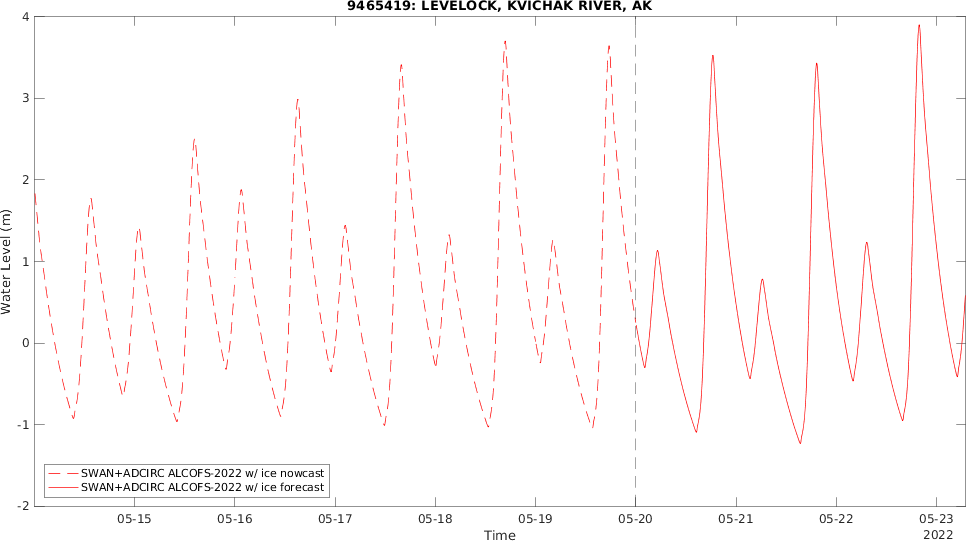 9465419: LEVELOCK, KVICHAK RIVER, AK
4
3
2
1
0
-1
-2
Water Level (m)
SWAN+ADCIRC ALCOFS-2022 w/ ice nowcast
SWAN+ADCIRC ALCOFS-2022 w/ ice forecast
05-15 05-16 05-17 05-18 05-19 05-20 05-21 05-22 05-23
Time
2022